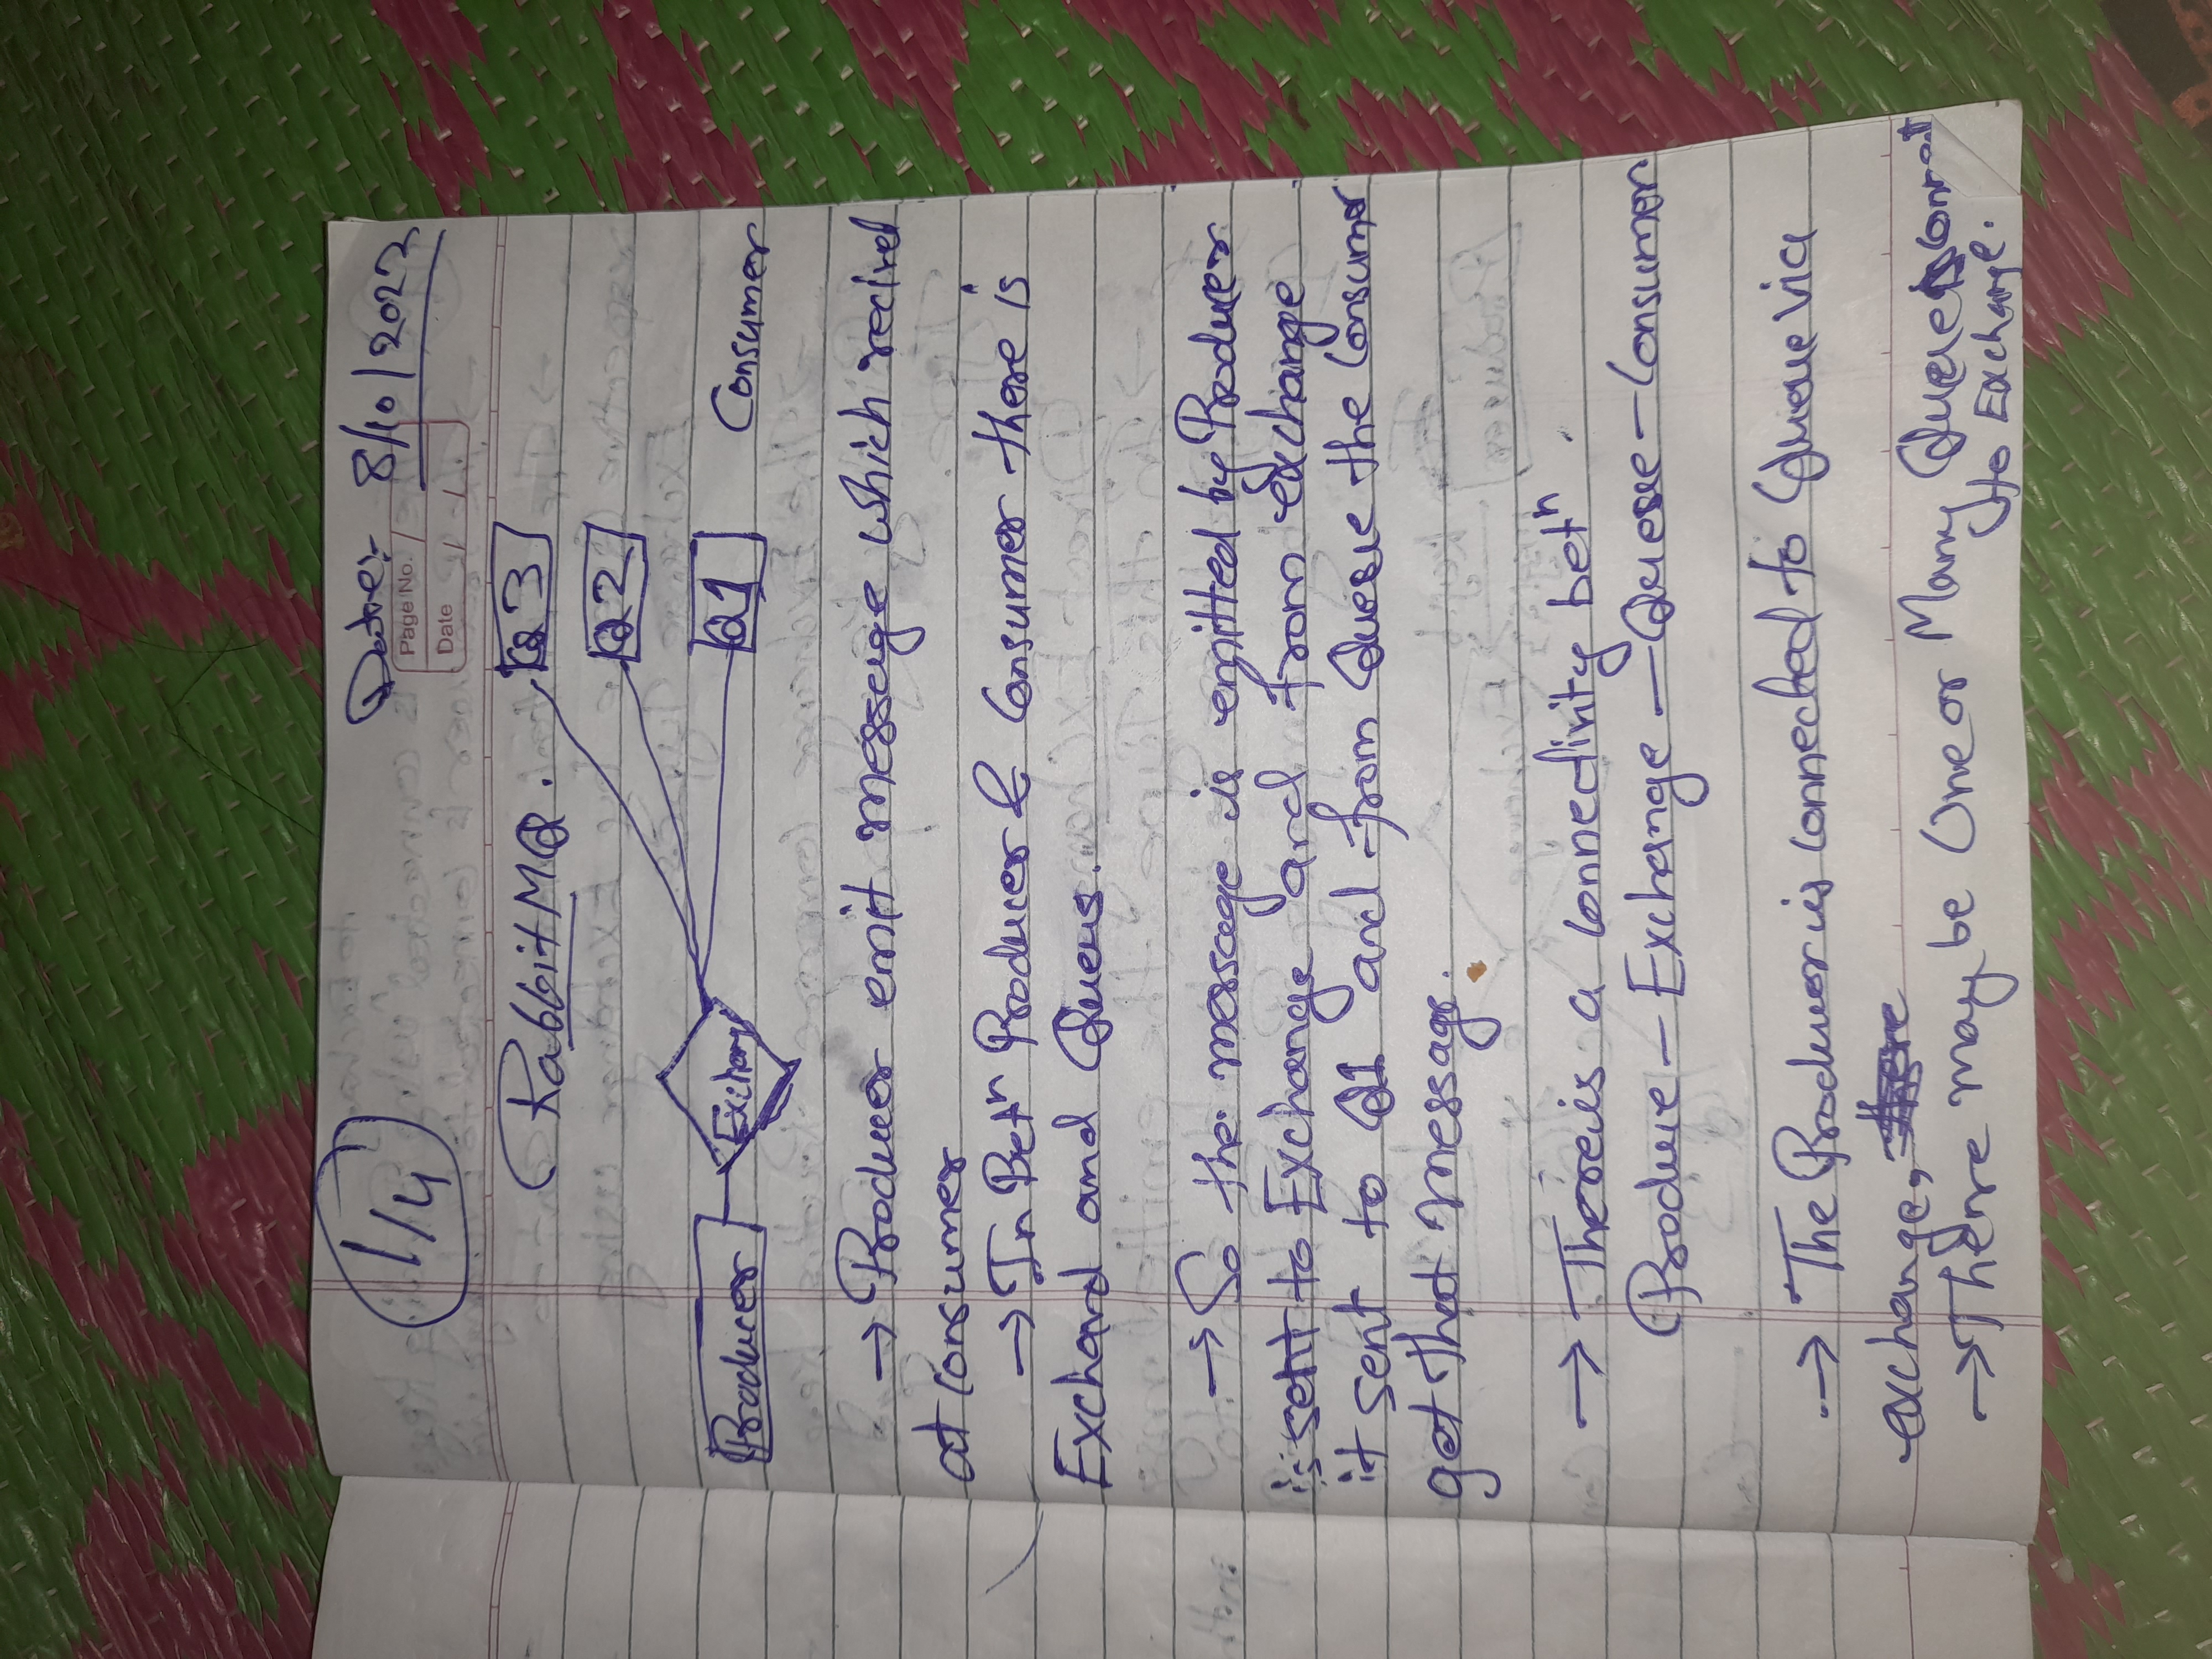 1/4
Date:- 8/10/2022
Page No. /
Date / /
RabbitMQ.
Q3
Q2
Producer
Exchang
Q1
Consumer
→ Producer emit message which recived
at consumer
→ In Betn Producer & Consumer there is
Exchand and Queus.
→ So the message is emitted by Producer
is sent to Exchange and from exchange
it sent to Q1 and from Queue the Consumer
get that message.
→ There is a connectivity betn
Produce - Exchange - Queue - Consumer
→ The Producer is connected to Queue via
exchange,
→ There may be One or Many Queue is connect
to Exchange.